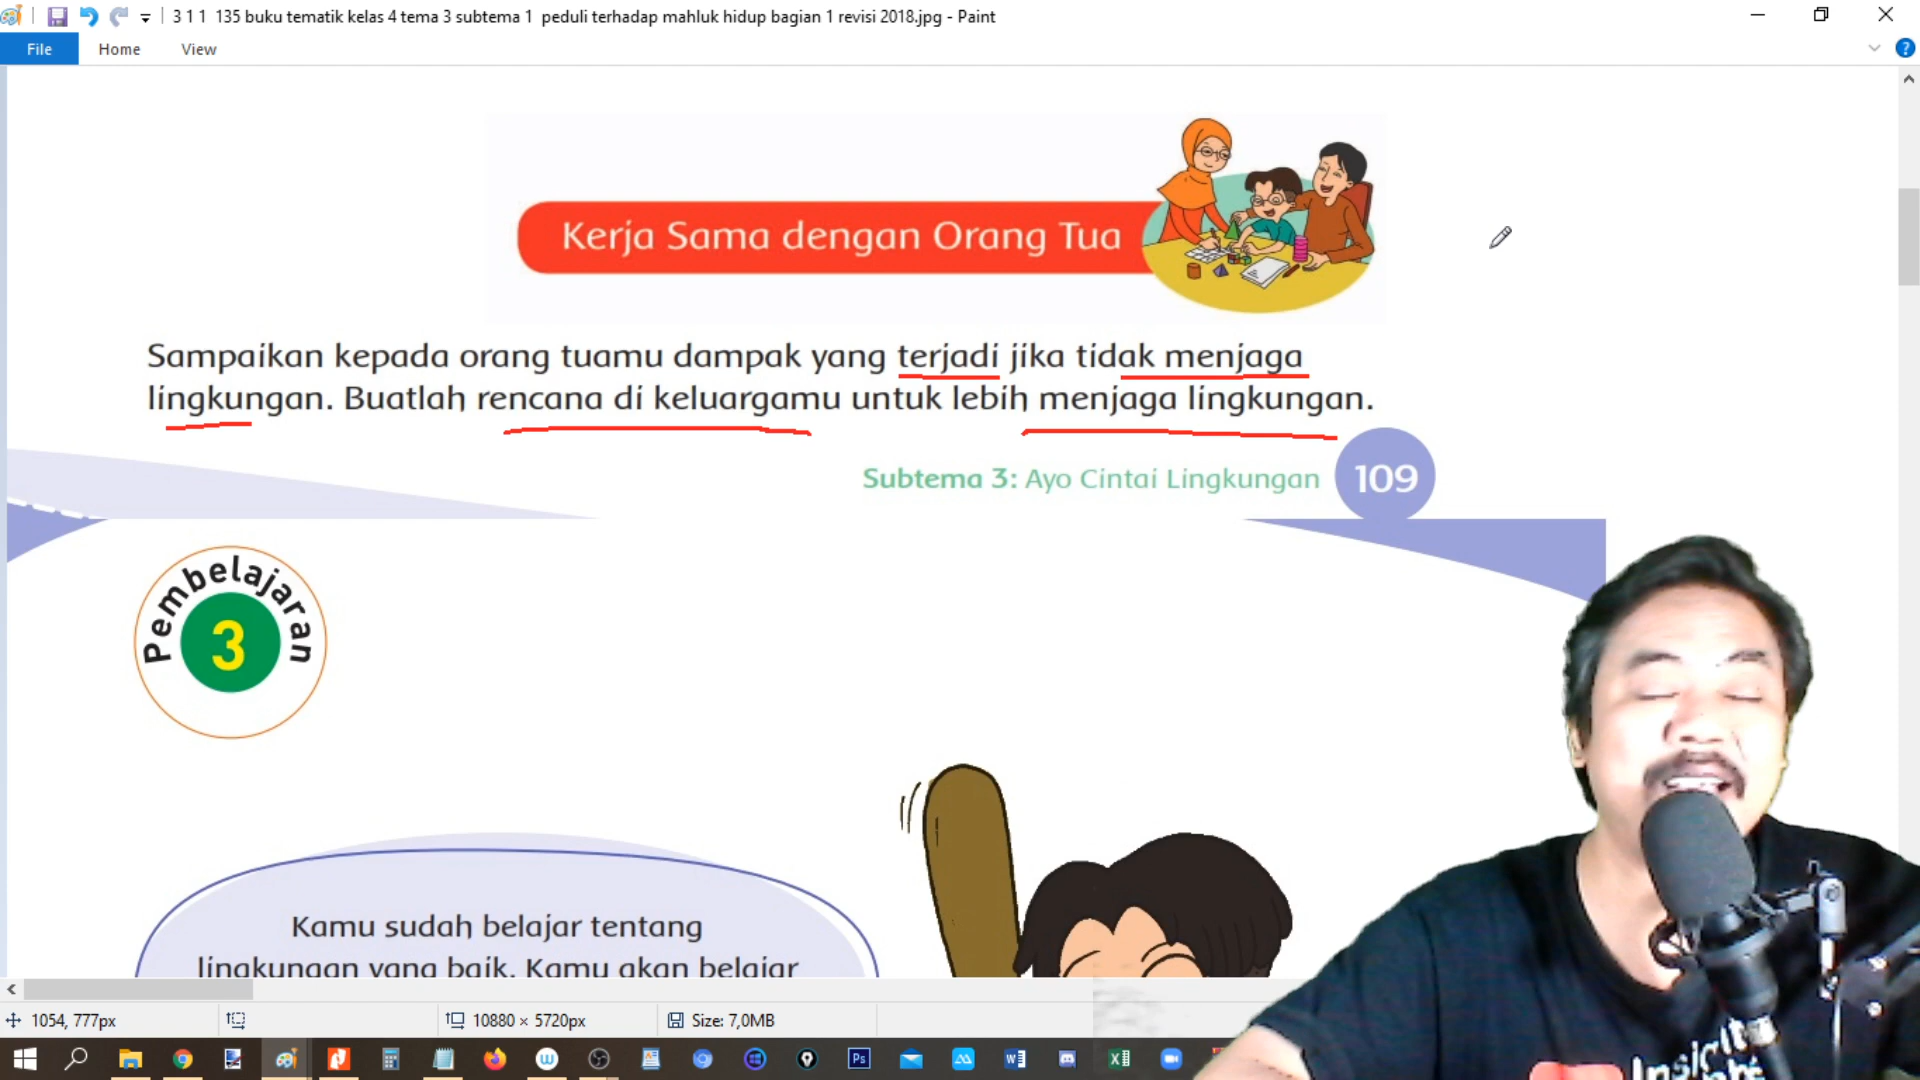 3 1 1  135 buku tematik kelas 4 tema 3 subtema 1  peduli terhadap mahluk hidup bagian 1 revisi 2018.jpg - Paint
File Home View
?
Kerja Sama dengan Orang Tua
Sampaikan kepada orang tuamu dampak yang terjadi jika tidak menjaga
lingkungan. Buatlah rencana di keluargamu untuk lebih menjaga lingkungan.
Subtema 3: Ayo Cintai Lingkungan 109
Pembelajaran
3
Kamu sudah belajar tentang
lingkungan yang baik. Kamu akan belajar
1054, 777px
10880 × 5720px
Size: 7,0MB